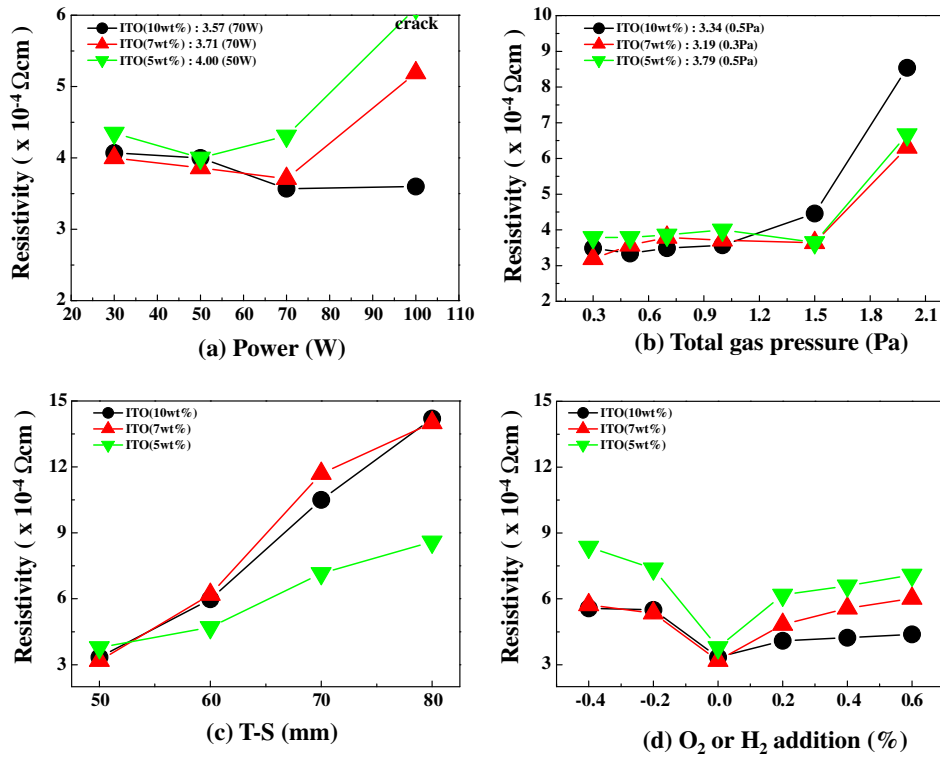 crack
ITO(10wt%) : 3.57 (70W)
ITO(7wt%) : 3.71 (70W)
ITO(5wt%) : 4.00 (50W)
Resistivity ( x 10⁻⁴ Ωcm )
6
5
4
3
2
20 30 40 50 60 70 80 90 100 110
(a) Power (W)
ITO(10wt%) : 3.34 (0.5Pa)
ITO(7wt%) : 3.19 (0.3Pa)
ITO(5wt%) : 3.79 (0.5Pa)
Resistivity ( x 10⁻⁴ Ωcm )
10
9
8
7
6
5
4
3
2
0.3 0.6 0.9 1.2 1.5 1.8 2.1
(b) Total gas pressure (Pa)
ITO(10wt%)
ITO(7wt%)
ITO(5wt%)
Resistivity ( x 10⁻⁴ Ωcm )
15
12
9
6
3
50 60 70 80
(c) T-S (mm)
ITO(10wt%)
ITO(7wt%)
ITO(5wt%)
Resistivity ( x 10⁻⁴ Ωcm )
15
12
9
6
3
-0.4 -0.2 0.0 0.2 0.4 0.6
(d) O₂ or H₂ addition (%)